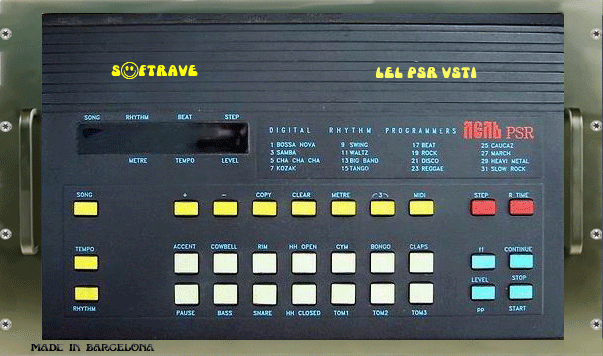 SOFTRAVE
LEL PSR VSTI
SONG RHYTHM BEAT STEP
METRE TEMPO LEVEL
DIGITAL RHYTHM PROGRAMMERS ЛЕЛЬ PSR
1 BOSSA NOVA 9 SWING 17 BEAT 25 CAUCAZ
3 SAMBA 11 WALTZ 19 ROCK 27 MARCH
5 CHA CHA CHA 13 BIG BAND 21 DISCO 29 HEAVI METAL
7 KOZAK 15 TANGO 23 REGGAE 31 SLOW ROCK
SONG + - COPY CLEAR METRE 3 MIDI STEP R.TIME
TEMPO ACCENT COWBELL RIM HH OPEN CYM BONGO CLAPS ff CONTINUE
LEVEL STOP
RHYTHM PAUSE BASS SNARE HH CLOSED TOM1 TOM2 TOM3 PP START
MADE IN BARCELONA